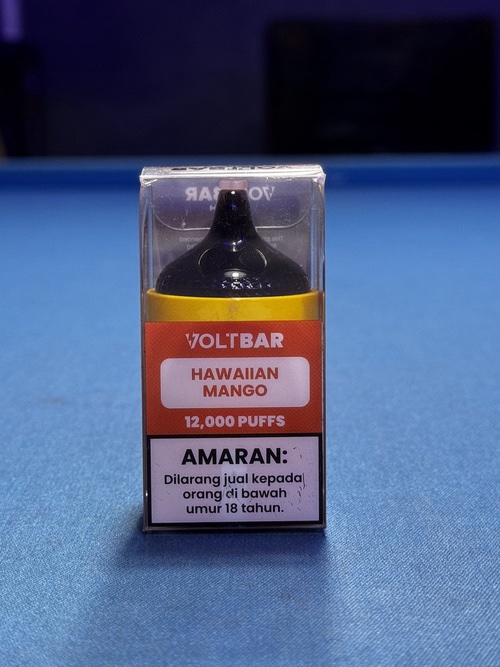 VOLTBAR
HAWAIIAN
MANGO
12,000 PUFFS
AMARAN:
Dilarang jual kepada
orang di bawah
umur 18 tahun.